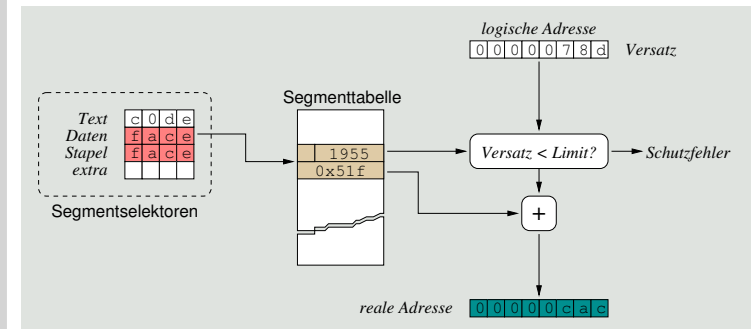 logische Adresse
0 0 0 0 0 7 8 d Versatz
Segmenttabelle
Text c 0 d e
Daten f a c e
Stapel f a c e
extra
Segmentselektoren
1955
0x51f
Versatz < Limit?
Schutzfehler
+
reale Adresse 0 0 0 0 0 c a c